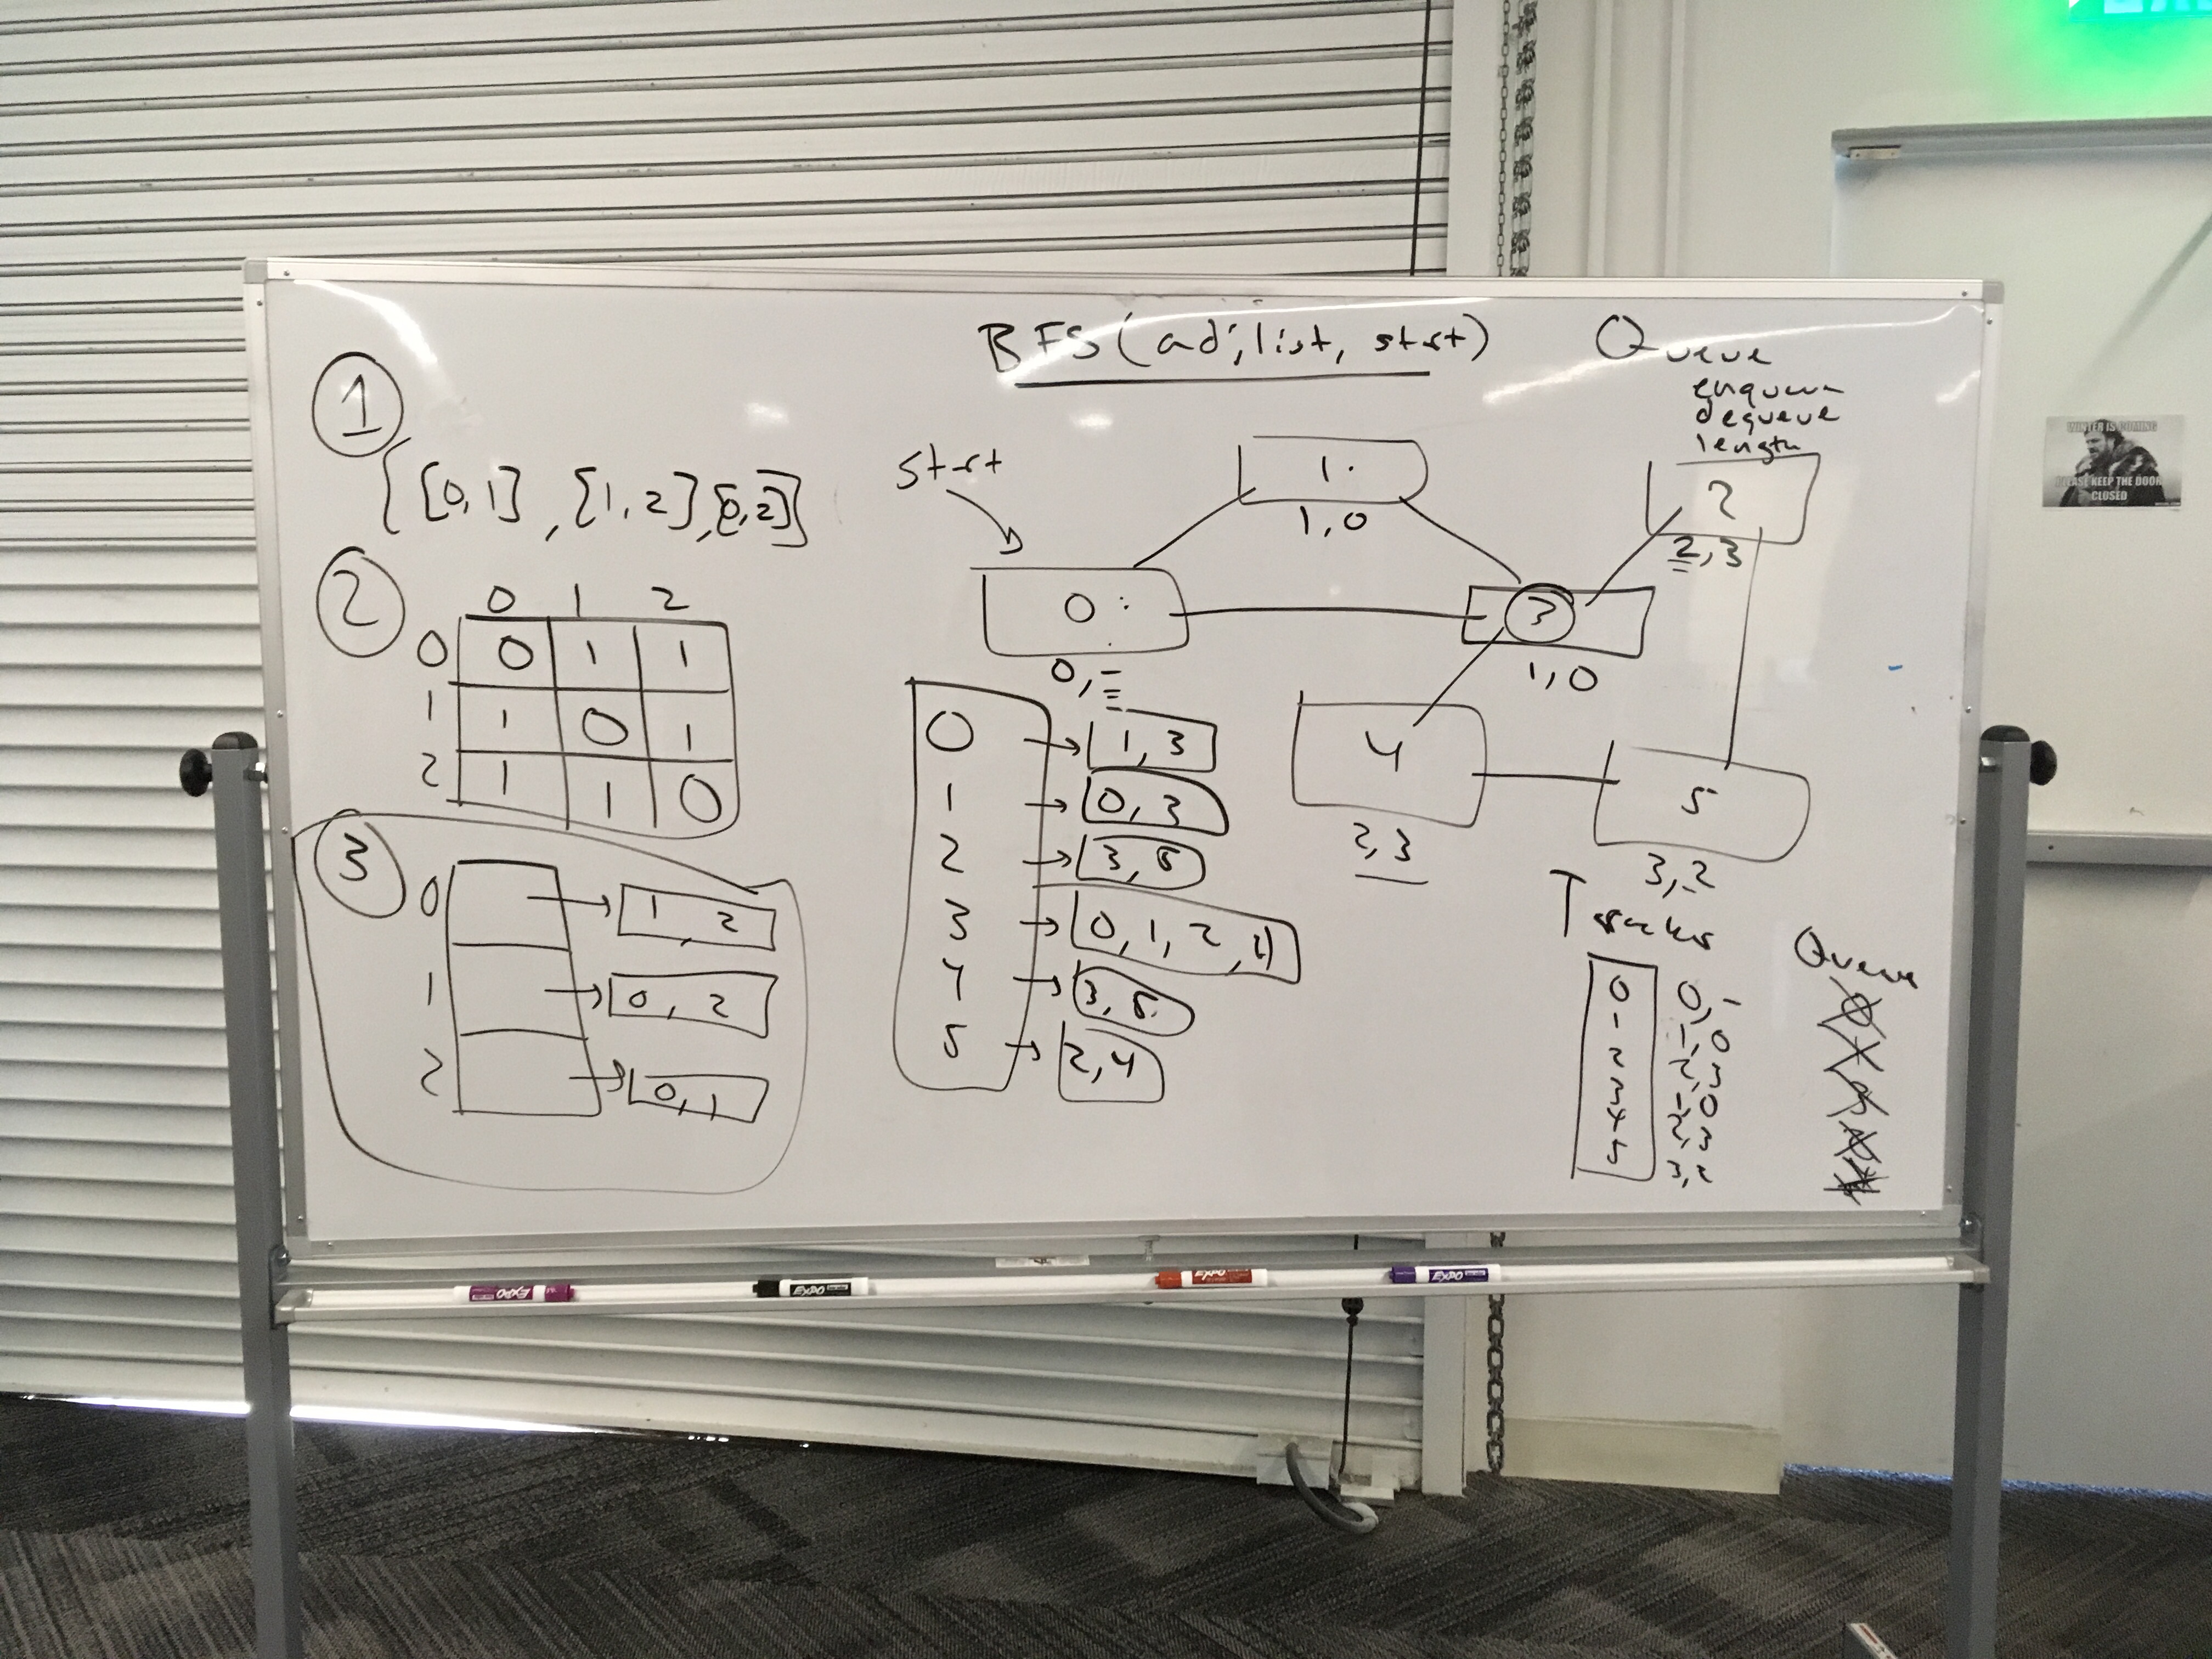 BFS(adjlist, start)
Queue
enqueue
dequeue
length
1
[[0,1], [1,2], [0,2]]
2
0 1 2
0 0 1 1
1 1 0 1
2 1 1 0
3
0 → 1, 2
1 → 0, 2
2 → 0, 1
start
1
1, 0
2
2, 3
0
0, -
3
1, 0
4
2, 3
5
3, 2
0 → 1, 3
1 → 0, 3
2 → 3, 5
3 → 0, 1, 2, 4
4 → 3, 5
5 → 2, 4
0 0, -
1 1, 0
2 2, 3
3 1, 0
4 2, 3
5 3, 2
Queue
0
1
3
WINTER IS COMING
PLEASE KEEP THE DOOR
CLOSED
EXPO
EXPO
EXPO
EXPO